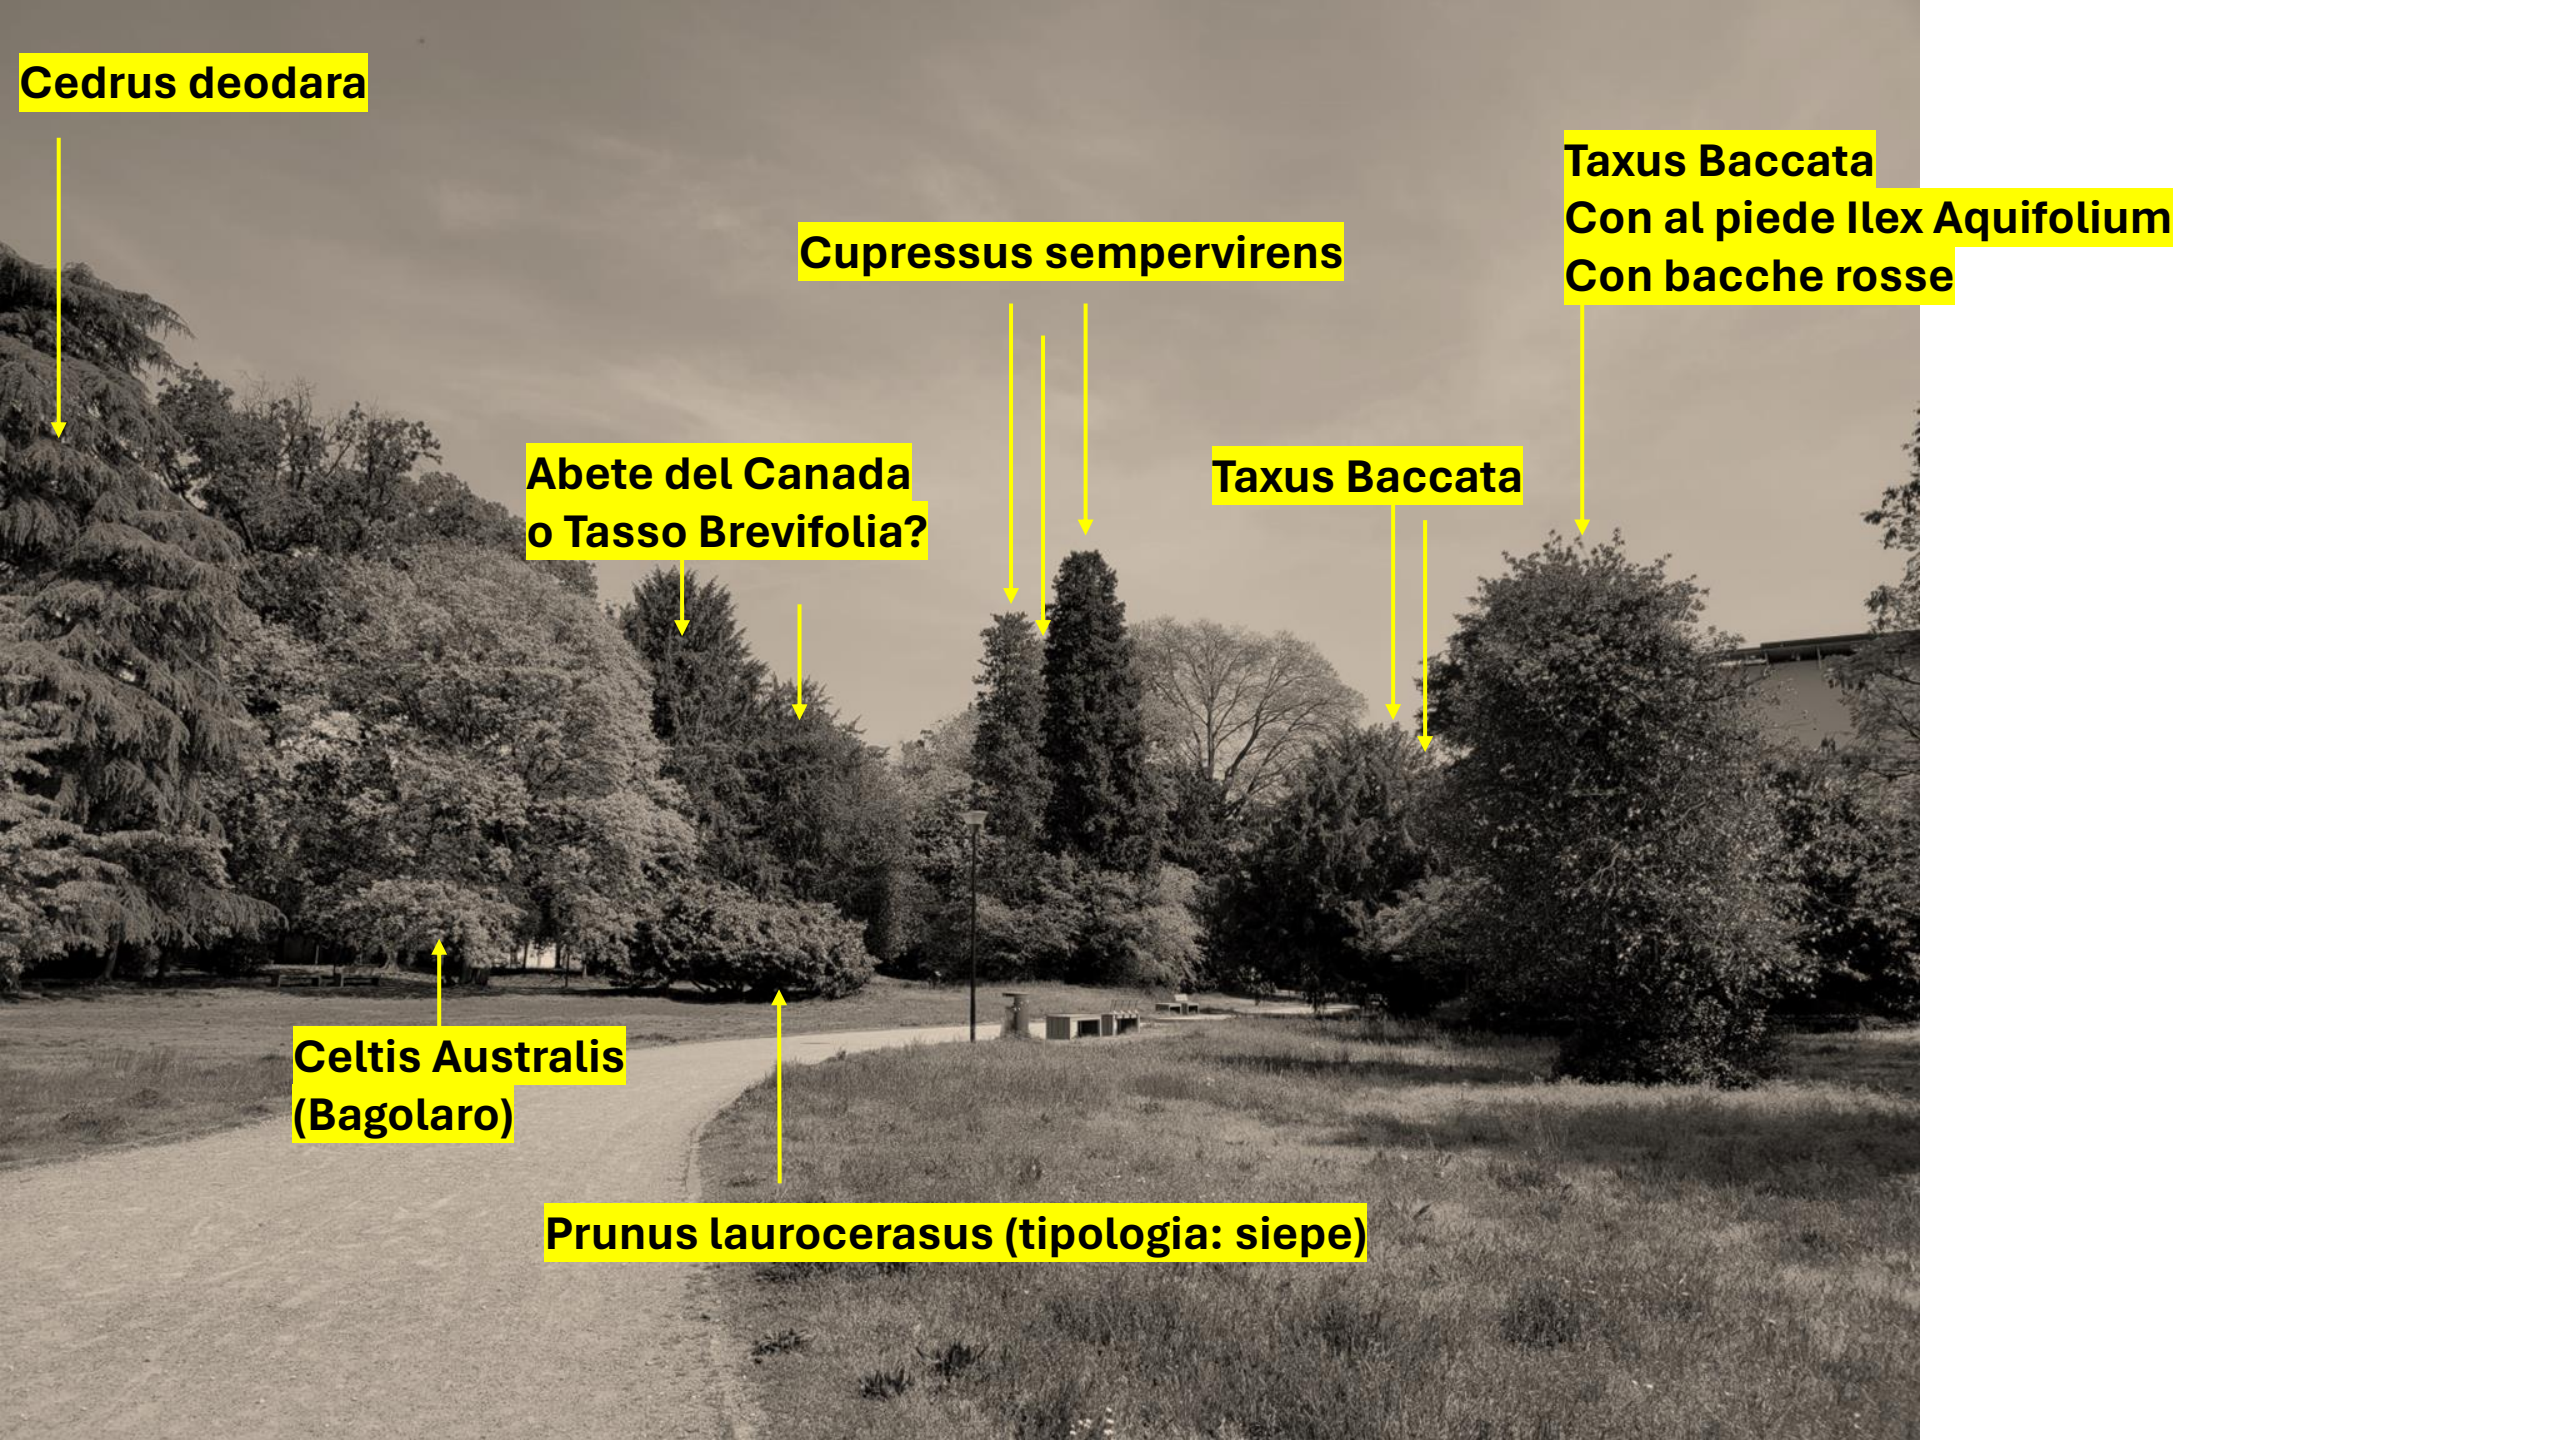 Cedrus deodara
Taxus Baccata
Con al piede Ilex Aquifolium
Con bacche rosse
Cupressus sempervirens
Abete del Canada
o Tasso Brevifolia?
Taxus Baccata
Celtis Australis
(Bagolaro)
Prunus laurocerasus (tipologia: siepe)